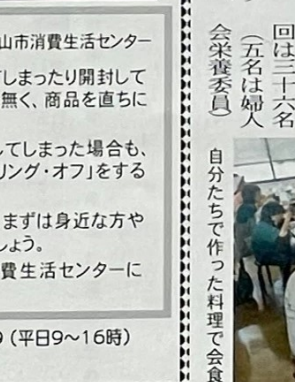 山市消費生活センター
てしまったり開封して
無く、商品を直ちに
してしまった場合も、
リング・オフ」をする
まずは身近な方や
しょう。
費生活センターに
9（平日9〜16時）
回は三十六名
（五名は婦人
会栄養委員）
自分たちで作った料理で会食